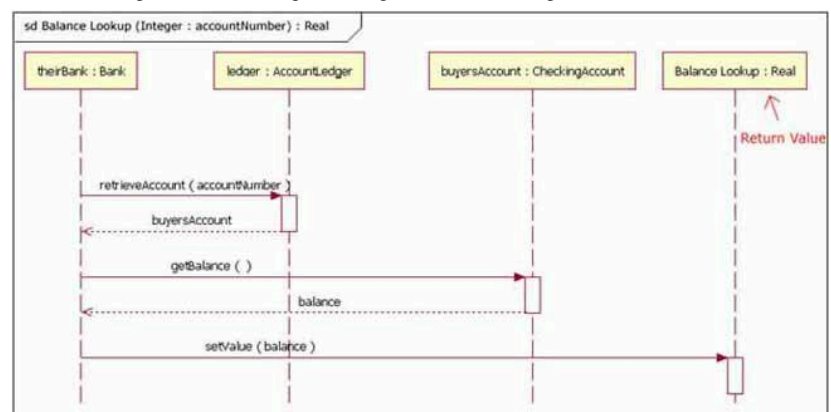 sd Balance Lookup (Integer : accountNumber) : Real
theirBank : Bank
ledger : AccountLedger
buyersAccount : CheckingAccount
Balance Lookup : Real
Return Value
retrieveAccount ( accountNumber )
buyersAccount
getBalance ( )
balance
setValue ( balance )